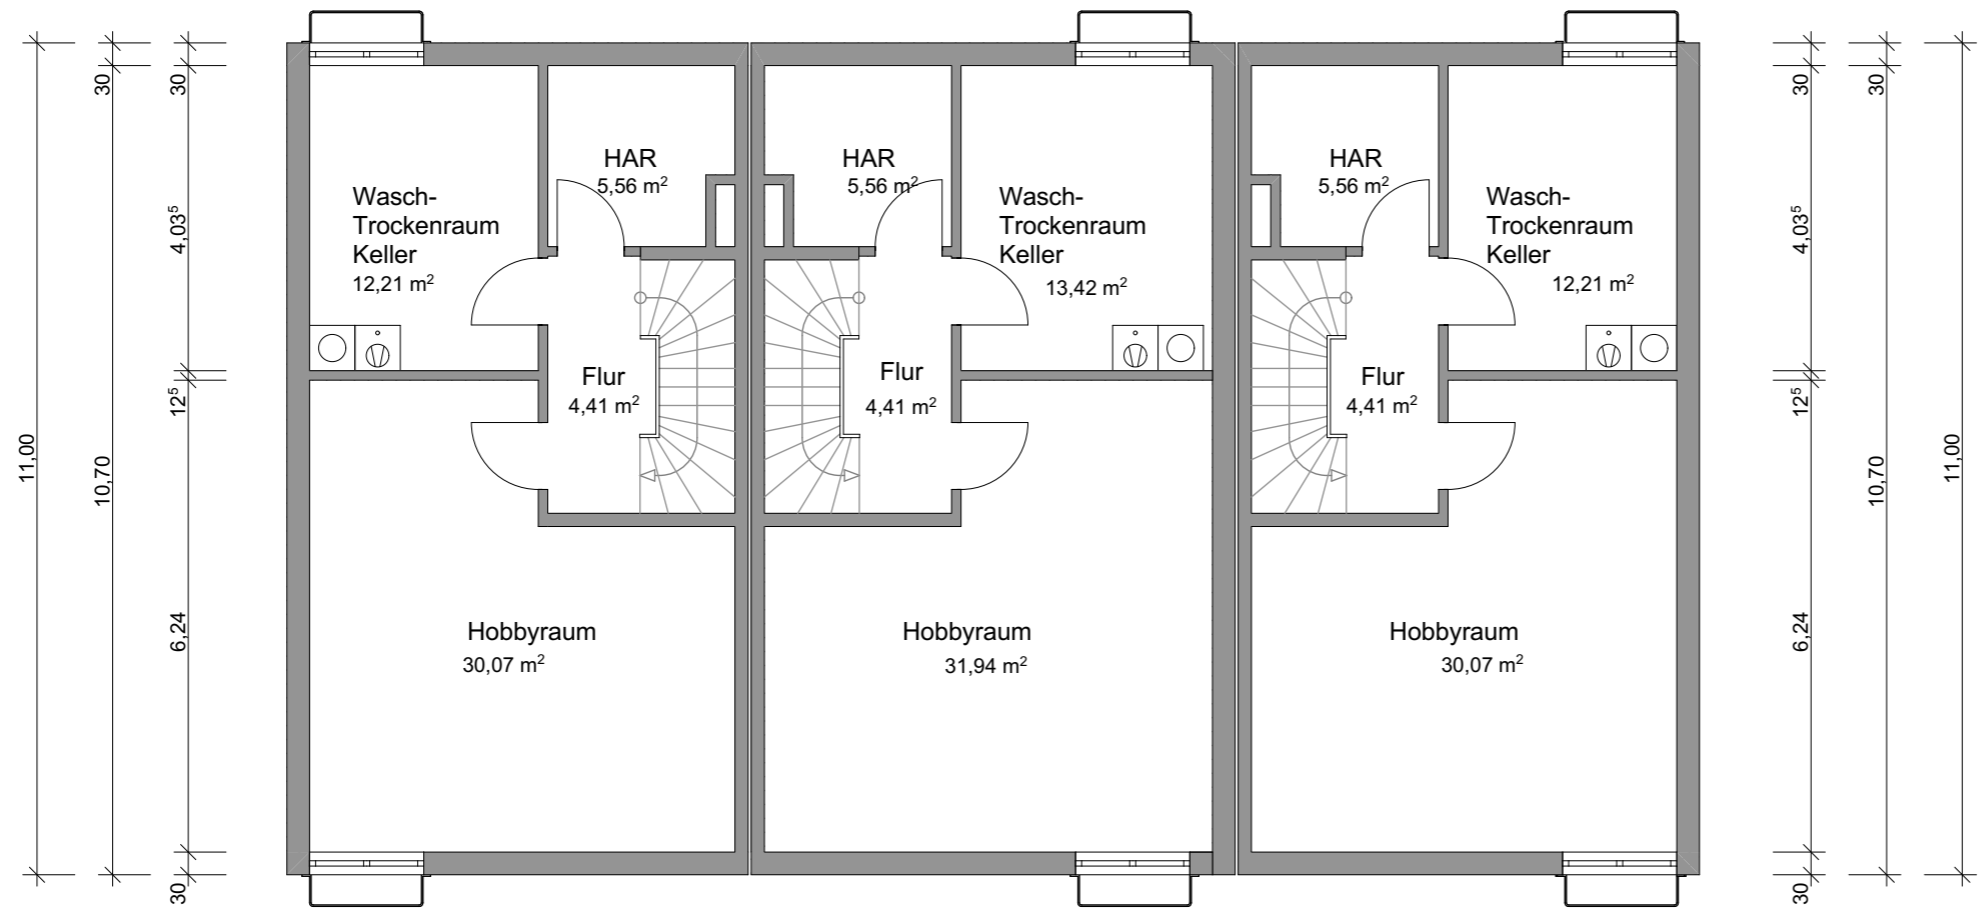 30
30
30
30
HAR
5,56 m²
HAR
5,56 m²
HAR
5,56 m²
Wasch-
Trockenraum
Keller
12,21 m²
Wasch-
Trockenraum
Keller
13,42 m²
Wasch-
Trockenraum
Keller
12,21 m²
4,03⁵
4,03⁵
Flur
4,41 m²
Flur
4,41 m²
Flur
4,41 m²
12⁵
12⁵
11,00
10,70
10,70
11,00
6,24
6,24
Hobbyraum
30,07 m²
Hobbyraum
31,94 m²
Hobbyraum
30,07 m²
30
30